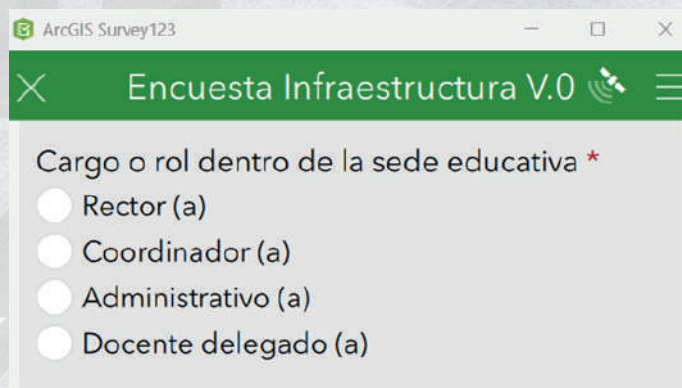 ArcGIS Survey123
Encuesta Infraestructura V.0
Cargo o rol dentro de la sede educativa *
Rector (a)
Coordinador (a)
Administrativo (a)
Docente delegado (a)